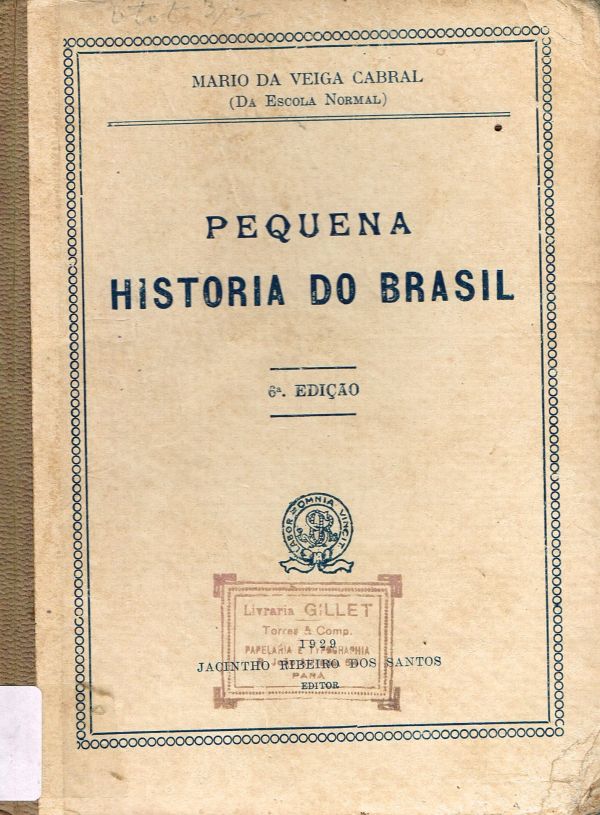 MARIO DA VEIGA CABRAL
(DA ESCOLA NORMAL)
PEQUENA
HISTORIA DO BRASIL
6ª. EDIÇÃO
LABOR OMNIA VINCIT
Livraria GILLET
Torres & Comp.
1929
PAPELARIA E TYPOGRAPHIA
JACINTHO RIBEIRO DOS SANTOS
PARÁ
EDITOR